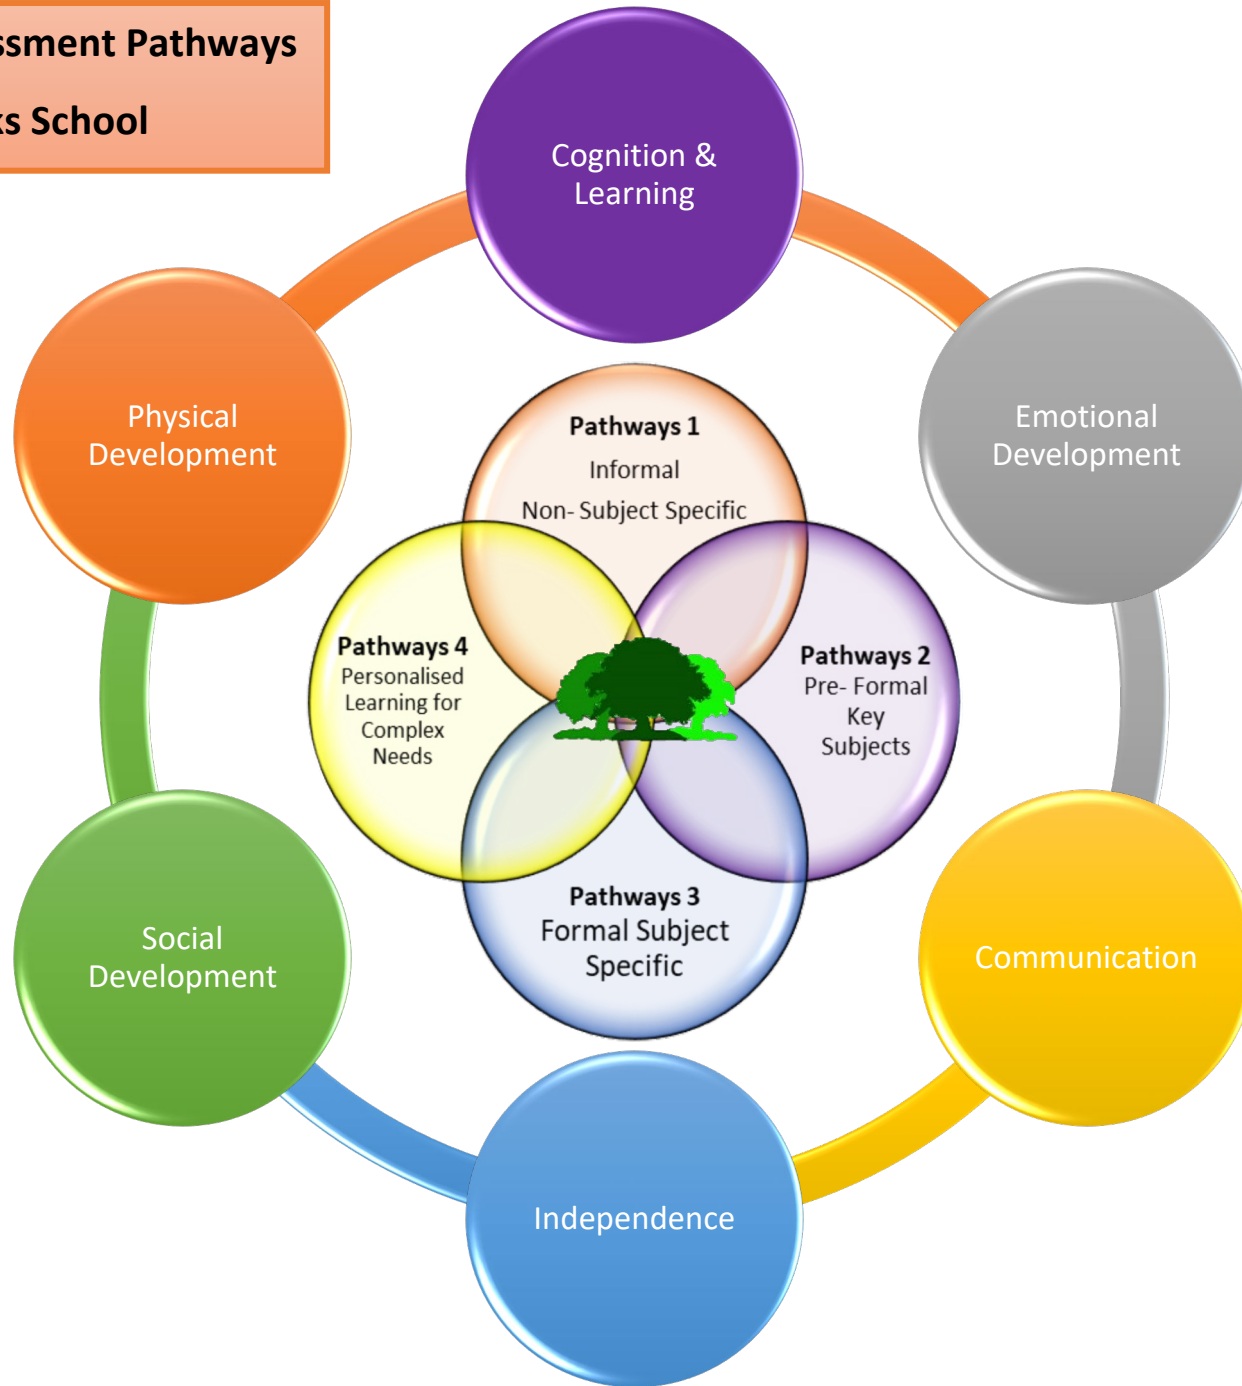 ssment Pathways
ks School
Cognition &
Learning
Physical
Development
Emotional
Development
Pathways 1
Informal
Non- Subject Specific
Pathways 4
Personalised
Learning for
Complex
Needs
Pathways 2
Pre- Formal
Key
Subjects
Pathways 3
Formal Subject
Specific
Social
Development
Communication
Independence